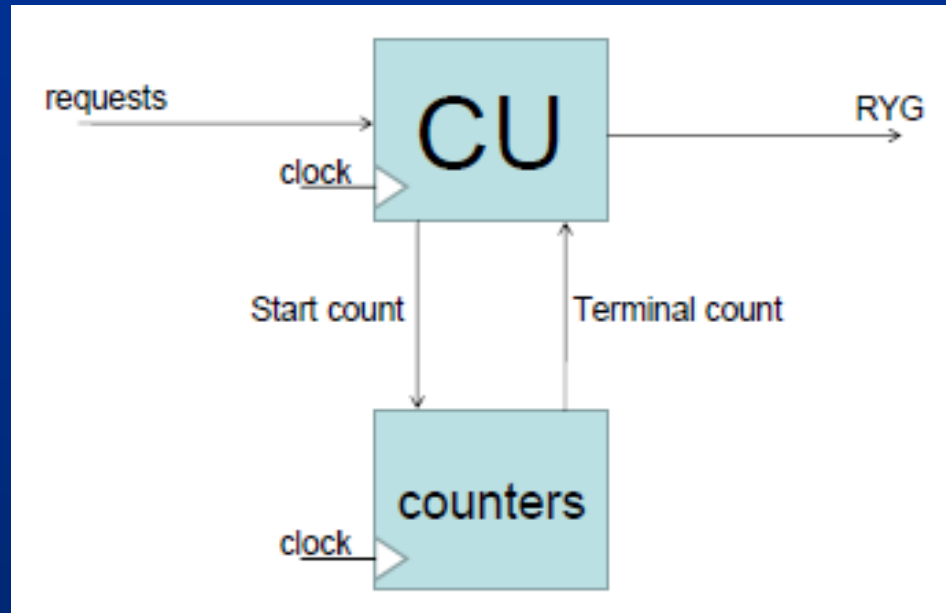 requests
CU
RYG
clock
Start count
Terminal count
counters
clock